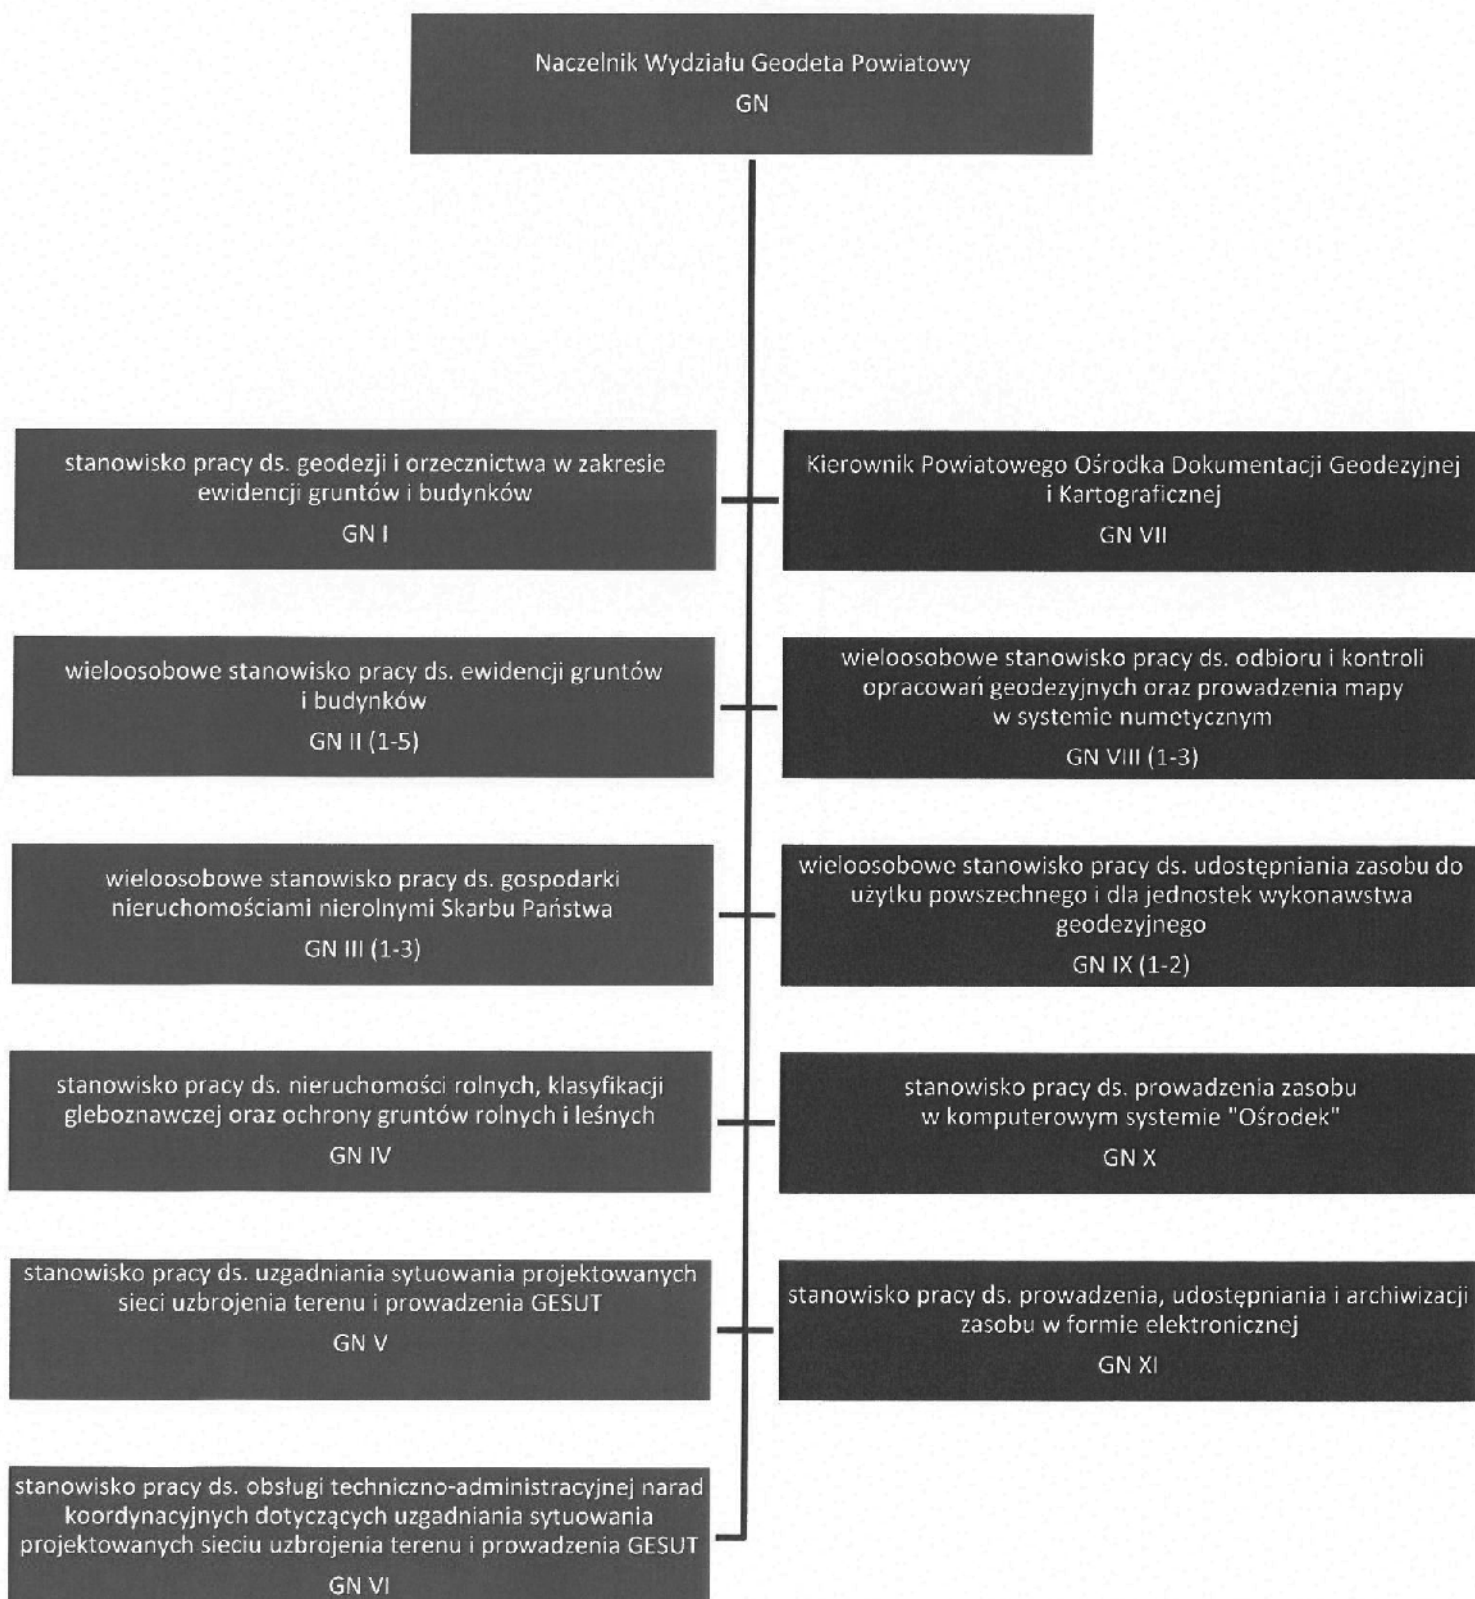 Naczelnik Wydziału Geodeta Powiatowy
GN
stanowisko pracy ds. geodezji i orzecznictwa w zakresie
ewidencji gruntów i budynków
GN I
Kierownik Powiatowego Ośrodka Dokumentacji Geodezyjnej
i Kartograficznej
GN VII
wieloosobowe stanowisko pracy ds. ewidencji gruntów
i budynków
GN II (1-5)
wieloosobowe stanowisko pracy ds. odbioru i kontroli
opracowań geodezyjnych oraz prowadzenia mapy
w systemie numetycznym
GN VIII (1-3)
wieloosobowe stanowisko pracy ds. gospodarki
nieruchomościami nierolnymi Skarbu Państwa
GN III (1-3)
wieloosobowe stanowisko pracy ds. udostępniania zasobu do
użytku powszechnego i dla jednostek wykonawstwa
geodezyjnego
GN IX (1-2)
stanowisko pracy ds. nieruchomości rolnych, klasyfikacji
gleboznawczej oraz ochrony gruntów rolnych i leśnych
GN IV
stanowisko pracy ds. prowadzenia zasobu
w komputerowym systemie "Ośrodek"
GN X
stanowisko pracy ds. uzgadniania sytuowania projektowanych
sieci uzbrojenia terenu i prowadzenia GESUT
GN V
stanowisko pracy ds. prowadzenia, udostępniania i archiwizacji
zasobu w formie elektronicznej
GN XI
stanowisko pracy ds. obsługi techniczno-administracyjnej narad
koordynacyjnych dotyczących uzgadniania sytuowania
projektowanych sieciu uzbrojenia terenu i prowadzenia GESUT
GN VI